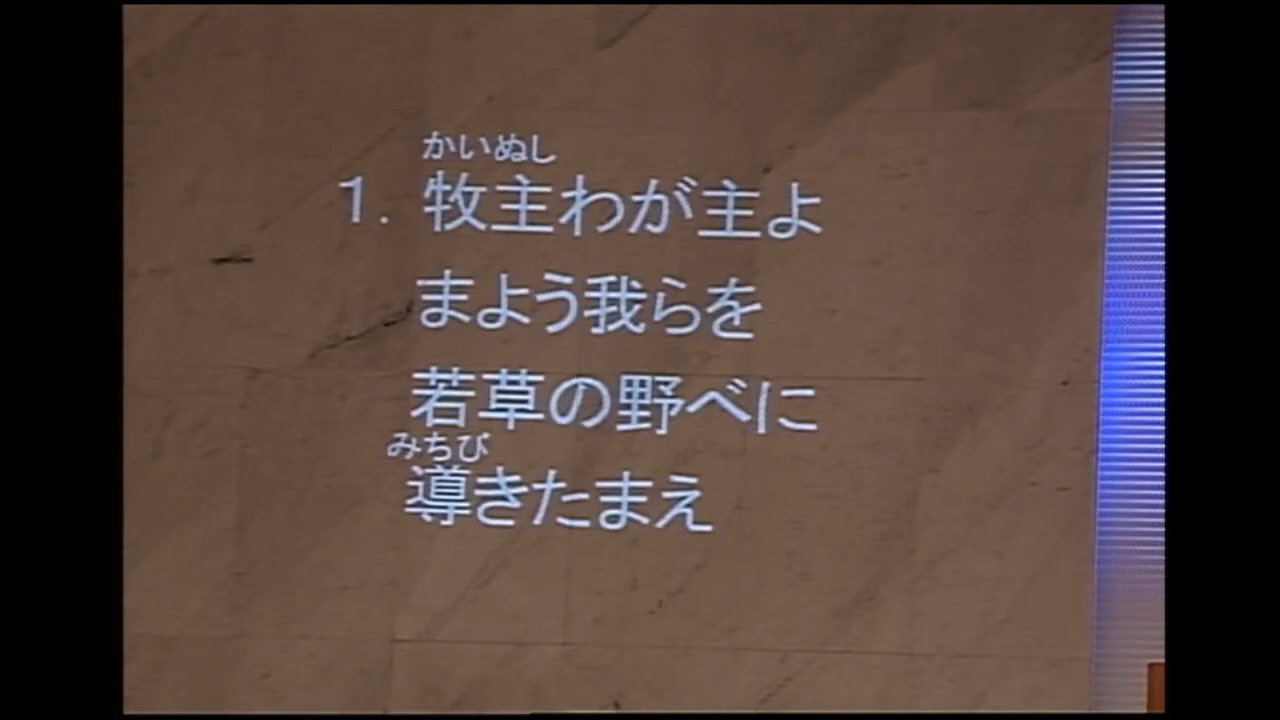 かいぬし
1. 牧主わが主よ
まよう我らを
若草の野べに
みちび
導きたまえ